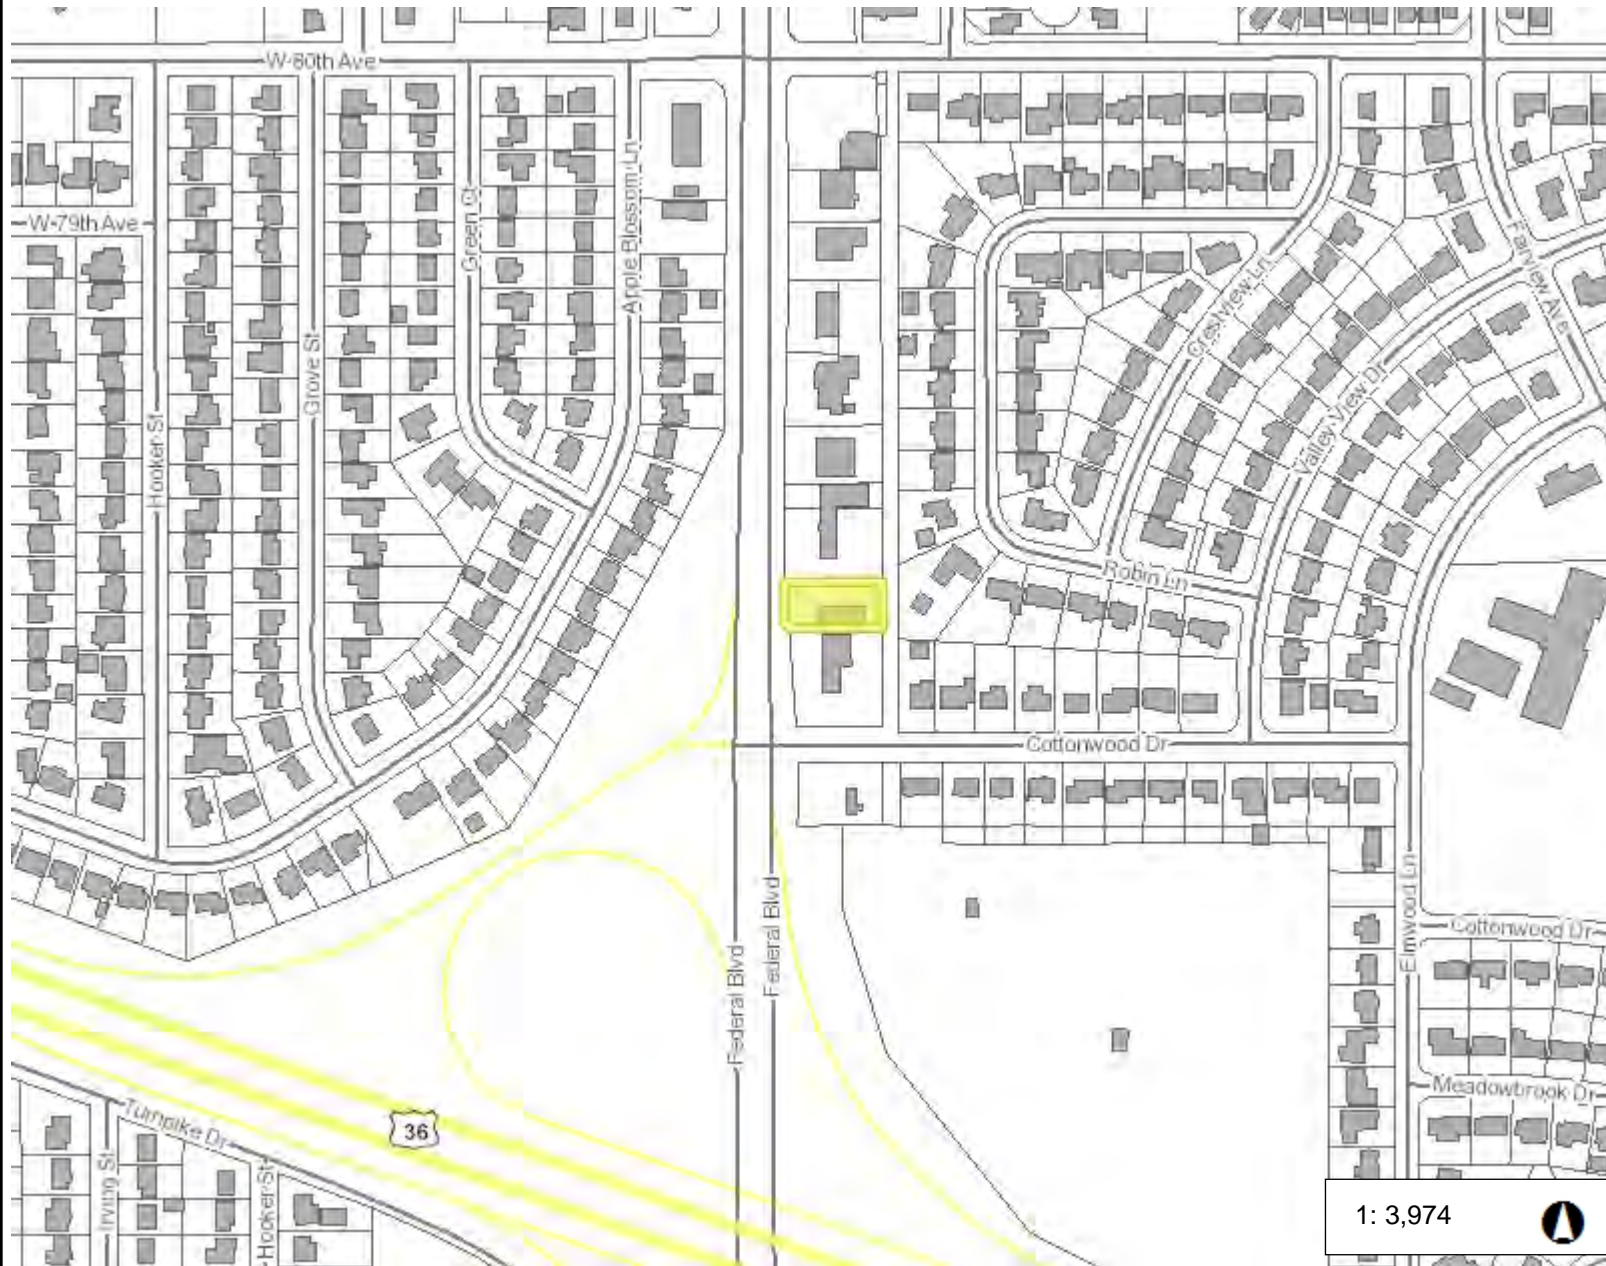 W 80th Ave
W 79th Ave
Hooker St
Grove St
Green Ct
Apple Blossom Ln
Crestview Ln
Fairview Ave
Valley View Dr
Robin Ln
Cottonwood Dr
Federal Blvd
Federal Blvd
Elmwood Ln
Cottonwood Dr
Meadowbrook Dr
Turnpike Dr
36
Irving St
Hooker St
1: 3,974